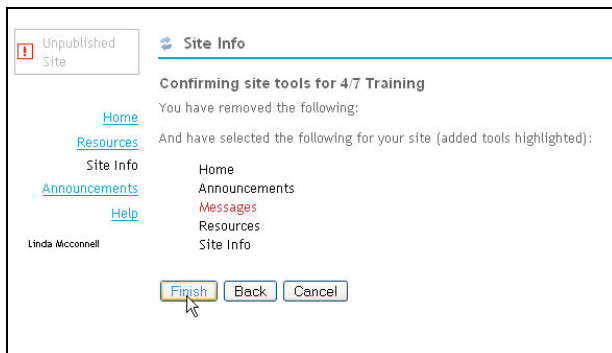 Unpublished
Site
Home
Resources
Site Info
Announcements
Help
Linda Mcconnell
Site Info
Confirming site tools for 4/7 Training
You have removed the following:
And have selected the following for your site (added tools highlighted):
Home
Announcements
Messages
Resources
Site Info
Finish Back Cancel